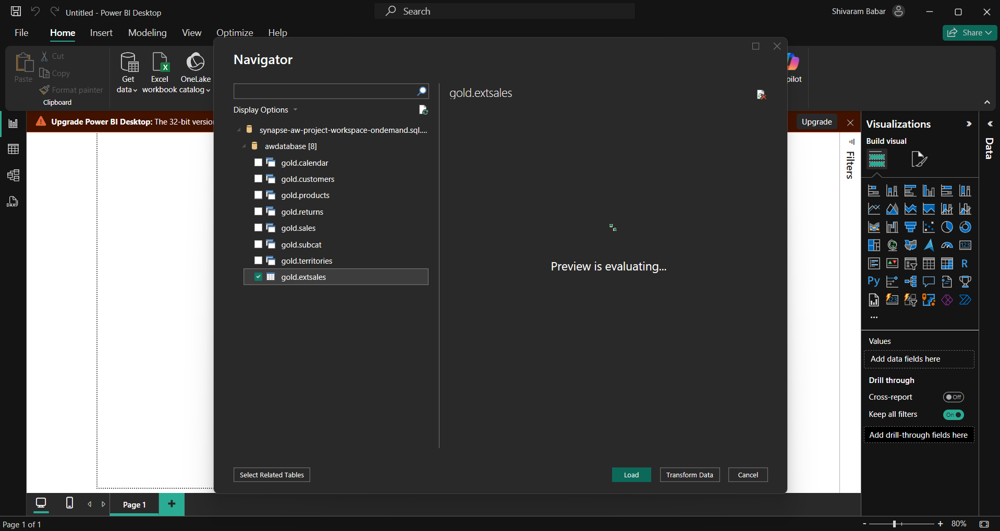 Untitled - Power BI Desktop
Search
Shivaram Babar
File
Home
Insert
Modeling
View
Optimize
Help
Share
Paste
Cut
Copy
Format painter
Clipboard
Get
data
Excel
workbook
OneLake
catalog
pilot
Upgrade Power BI Desktop: The 32-bit version
Upgrade
Navigator
Display Options
synapse-aw-project-workspace-ondemand.sql....
awdatabase [8]
gold.calendar
gold.customers
gold.products
gold.returns
gold.sales
gold.subcat
gold.territories
gold.extsales
gold.extsales
Preview is evaluating...
Select Related Tables
Load
Transform Data
Cancel
Filters
Visualizations
Build visual
123
R
Py
123
Values
Add data fields here
Drill through
Cross-report
Off
Keep all filters
On
Add drill-through fields here
Data
DAX
Page 1
Page 1 of 1
- + 80%